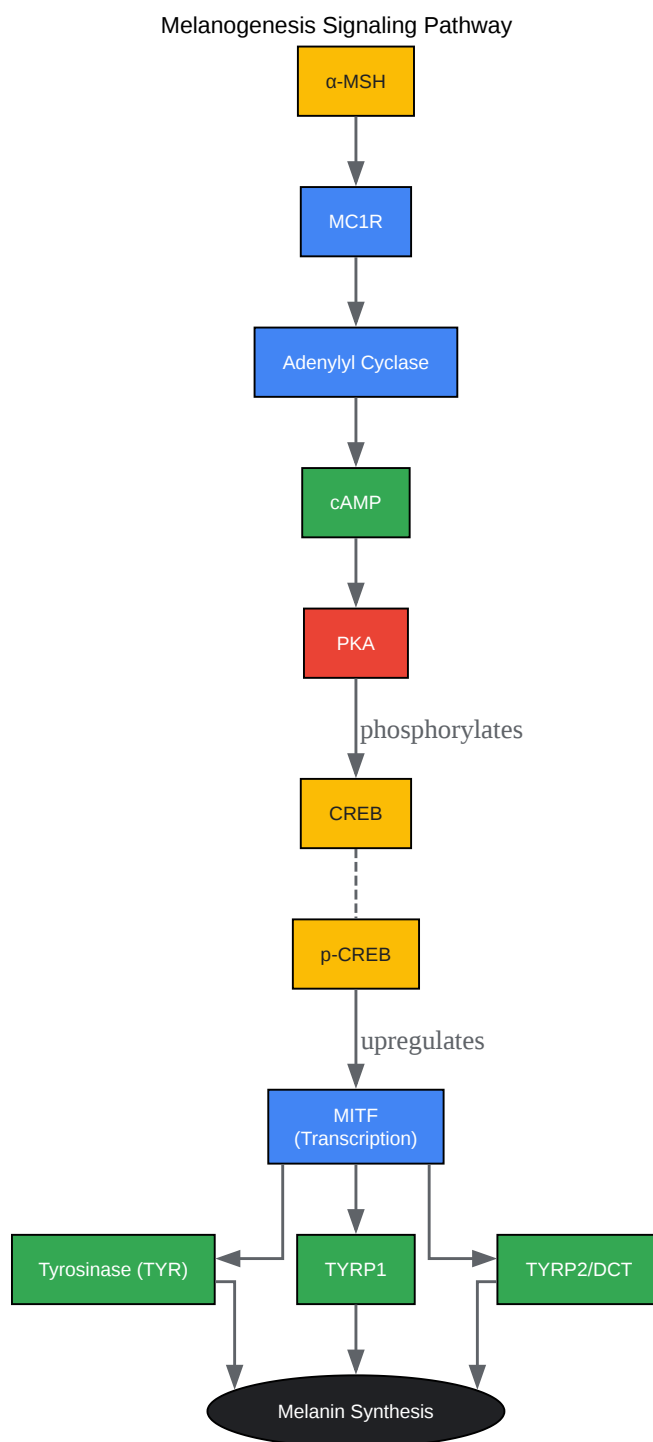 Melanogenesis Signaling Pathway
α-MSH
MC1R
Adenylyl Cyclase
cAMP
PKA
phosphorylates
CREB
p-CREB
upregulates
MITF
(Transcription)
Tyrosinase (TYR)
TYRP1
TYRP2/DCT
Melanin Synthesis